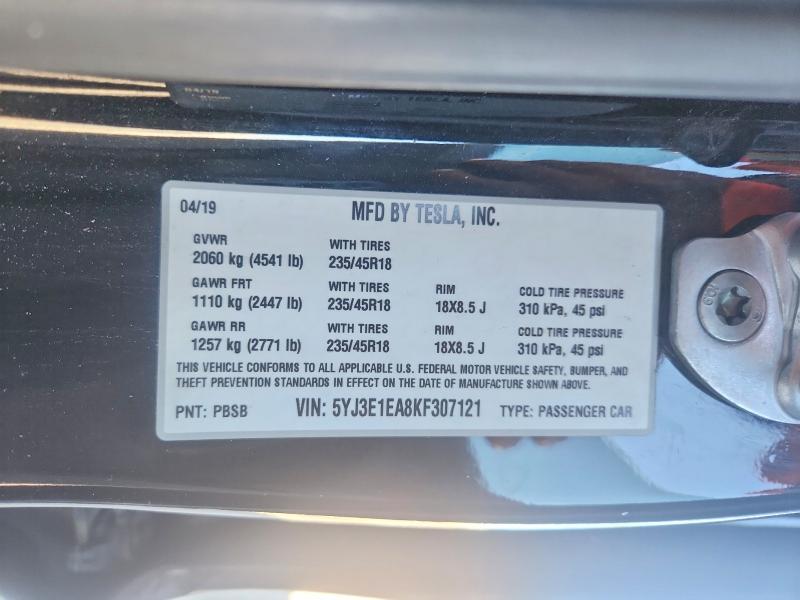 04/19 MFD BY TESLA, INC.
GVWR WITH TIRES
2060 kg (4541 lb) 235/45R18
GAWR FRT WITH TIRES RIM COLD TIRE PRESSURE
1110 kg (2447 lb) 235/45R18 18X8.5 J 310 kPa, 45 psi
GAWR RR WITH TIRES RIM COLD TIRE PRESSURE
1257 kg (2771 lb) 235/45R18 18X8.5 J 310 kPa, 45 psi
THIS VEHICLE CONFORMS TO ALL APPLICABLE U.S. FEDERAL MOTOR VEHICLE SAFETY, BUMPER, AND
THEFT PREVENTION STANDARDS IN EFFECT ON THE DATE OF MANUFACTURE SHOWN ABOVE.
PNT: PBSB VIN: 5YJ3E1EA8KF307121 TYPE: PASSENGER CAR